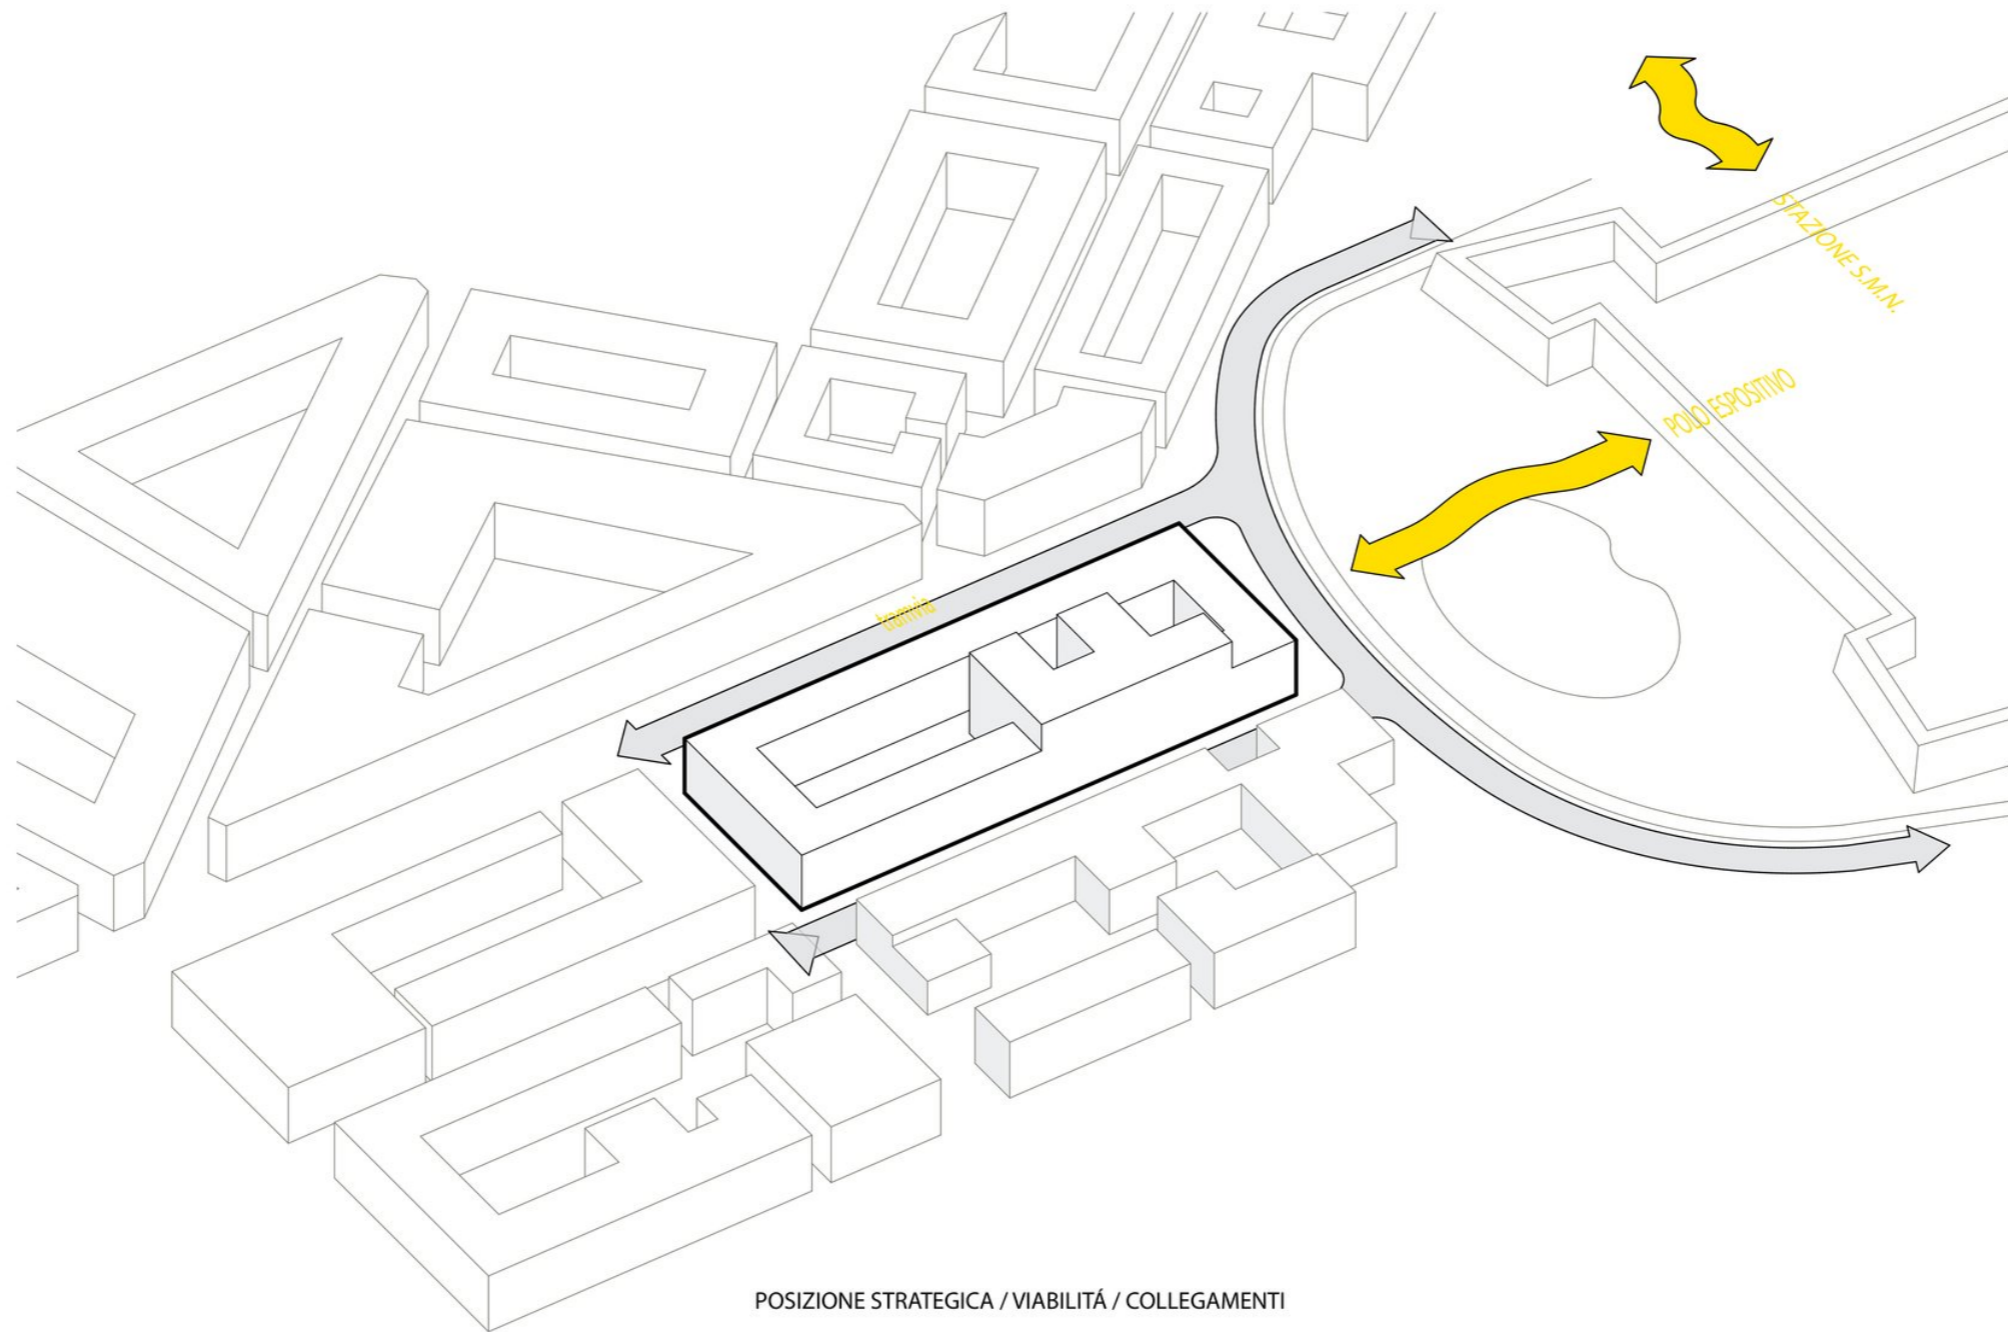 STAZIONE S.M.N.
POLO ESPOSITIVO
tramvia
POSIZIONE STRATEGICA / VIABILITÁ / COLLEGAMENTI